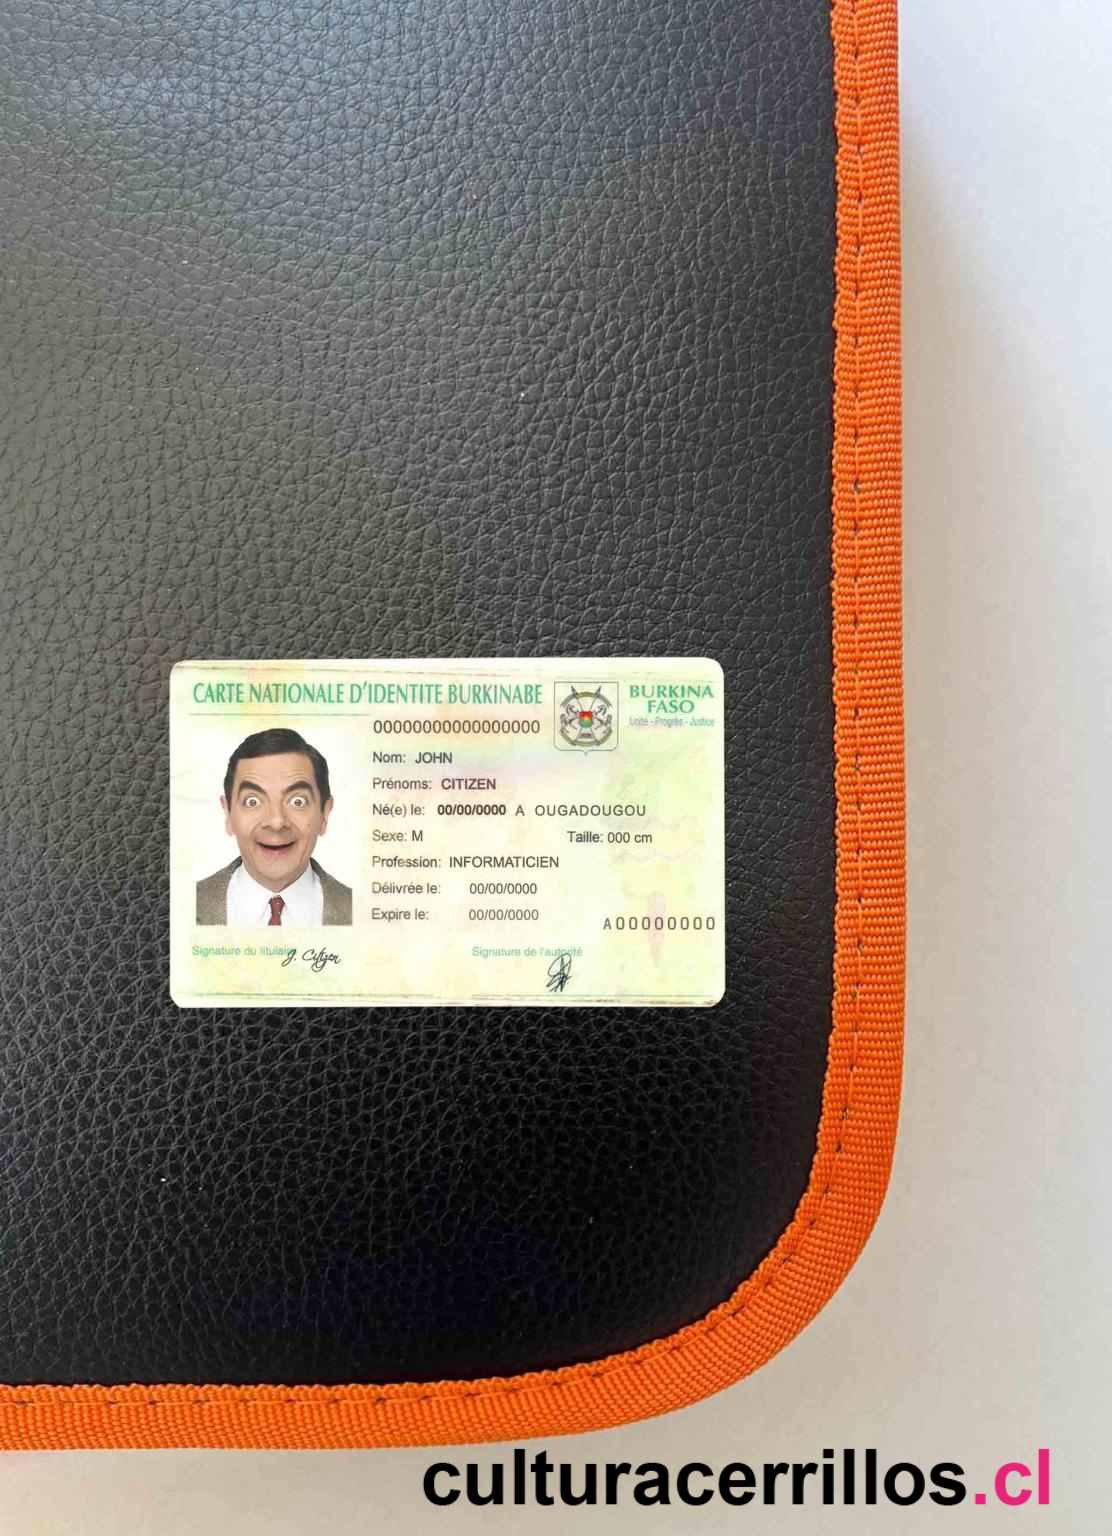 CARTE NATIONALE D'IDENTITE BURKINABE
BURKINA
FASO
Unité - Progrès - Justice
00000000000000000
Nom: JOHN
Prénoms: CITIZEN
Né(e) le: 00/00/0000 A OUGADOUGOU
Sexe: M Taille: 000 cm
Profession: INFORMATICIEN
Délivrée le: 00/00/0000
Expire le: 00/00/0000
A00000000
Signature du titulaire
J. Citizen
Signature de l'autorité
culturacerrillos.cl